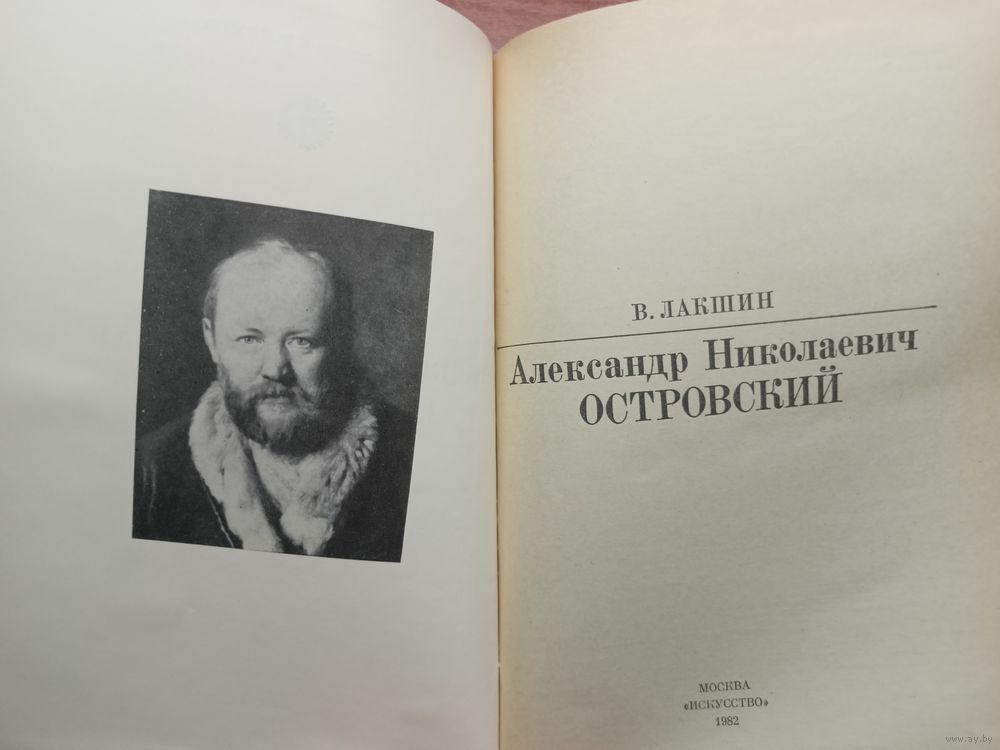 В. ЛАКШИН
Александр Николаевич
ОСТРОВСКИЙ
МОСКВА
«ИСКУССТВО»
1982
www.ay.by